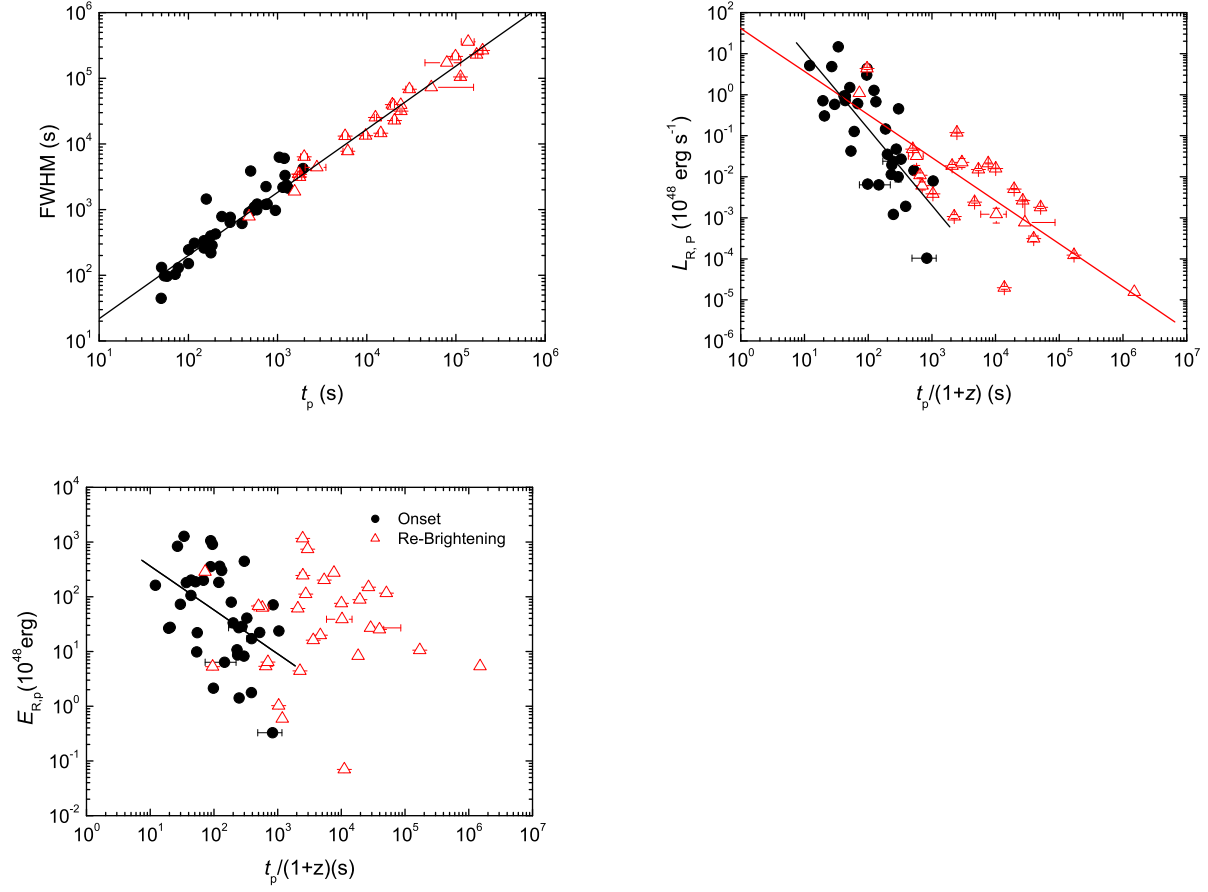 10^6
10^5
10^4
10^3
10^2
10^1
FWHM (s)
10^1 10^2 10^3 10^4 10^5 10^6
t_p (s)
10^2
10^1
10^0
10^-1
10^-2
10^-3
10^-4
10^-5
10^-6
L_R, P (10^48 erg s^-1)
10^0 10^1 10^2 10^3 10^4 10^5 10^6 10^7
t_p/(1+z) (s)
10^4
10^3
10^2
10^1
10^0
10^-1
10^-2
E_R,p(10^48erg)
Onset
Re-Brightening
10^0 10^1 10^2 10^3 10^4 10^5 10^6 10^7
t_p/(1+z)(s)